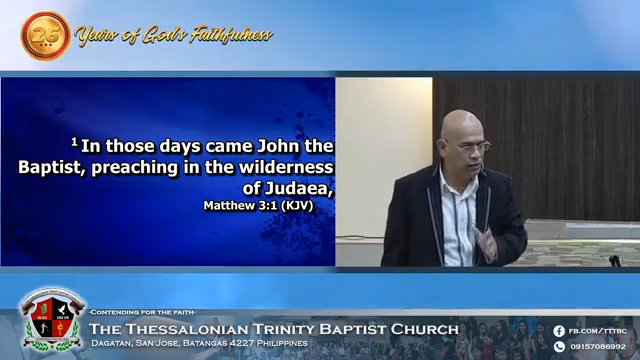 26 Years of God's Faithfulness
1 In those days came John the
Baptist, preaching in the wilderness
of Judaea,
Matthew 3:1 (KJV)
-Contending for the faith-
The Thessalonian Trinity Baptist Church
Dagatan, San Jose, Batangas 4227 Philippines
fb.com/tttbc
09157086992